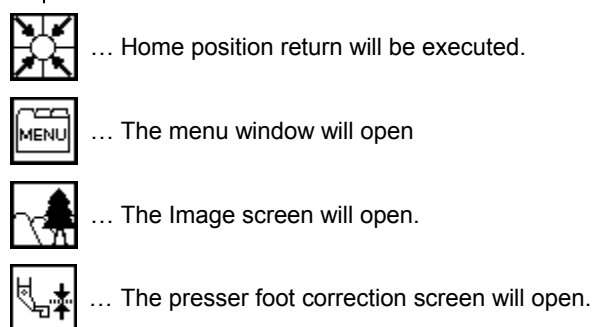 … Home position return will be executed.
MENU … The menu window will open
… The Image screen will open.
… The presser foot correction screen will open.